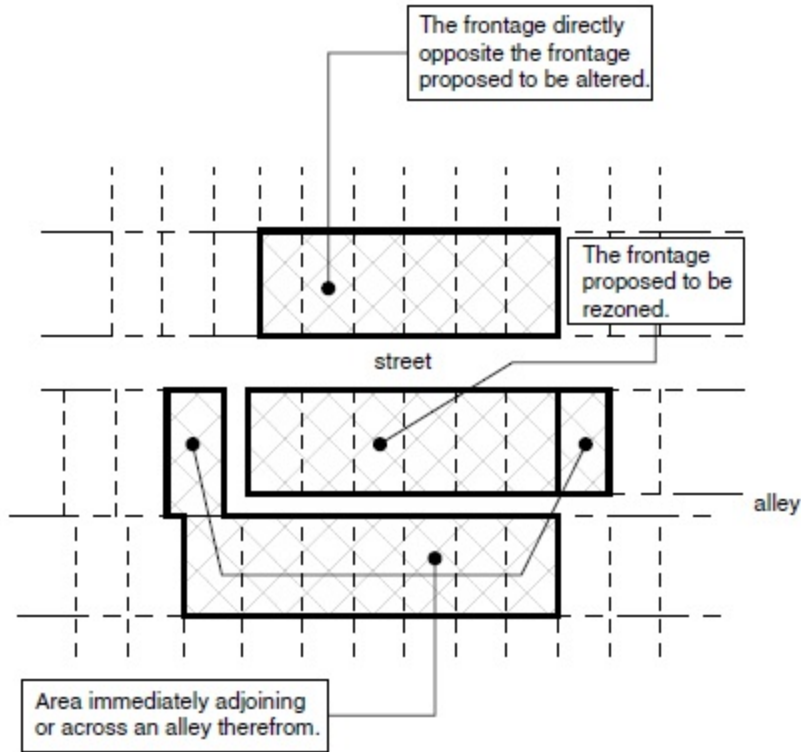 The frontage directly
opposite the frontage
proposed to be altered.
The frontage
proposed to be
rezoned.
street
alley
Area immediately adjoining
or across an alley therefrom.